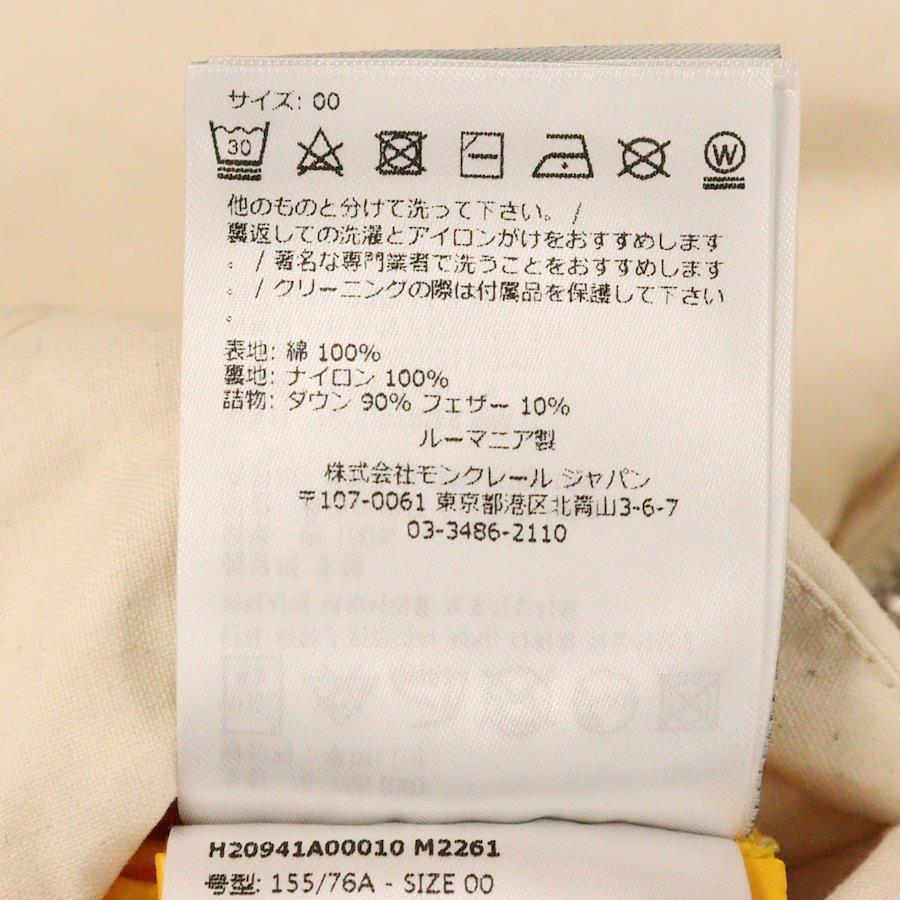 サイズ: 00
30
W
他のものと分けて洗って下さい。 /
裏返しての洗濯とアイロンがけをおすすめします
。 / 著名な専門業者で洗うことをおすすめします
。 / クリーニングの際は付属品を保護して下さい
。
表地: 綿 100%
裏地: ナイロン 100%
詰物: ダウン 90% フェザー 10%
ルーマニア製
株式会社モンクレール ジャパン
〒107-0061 東京都港区北青山3-6-7
03-3486-2110
H20941A00010 M2261
号型: 155/76A - SIZE 00